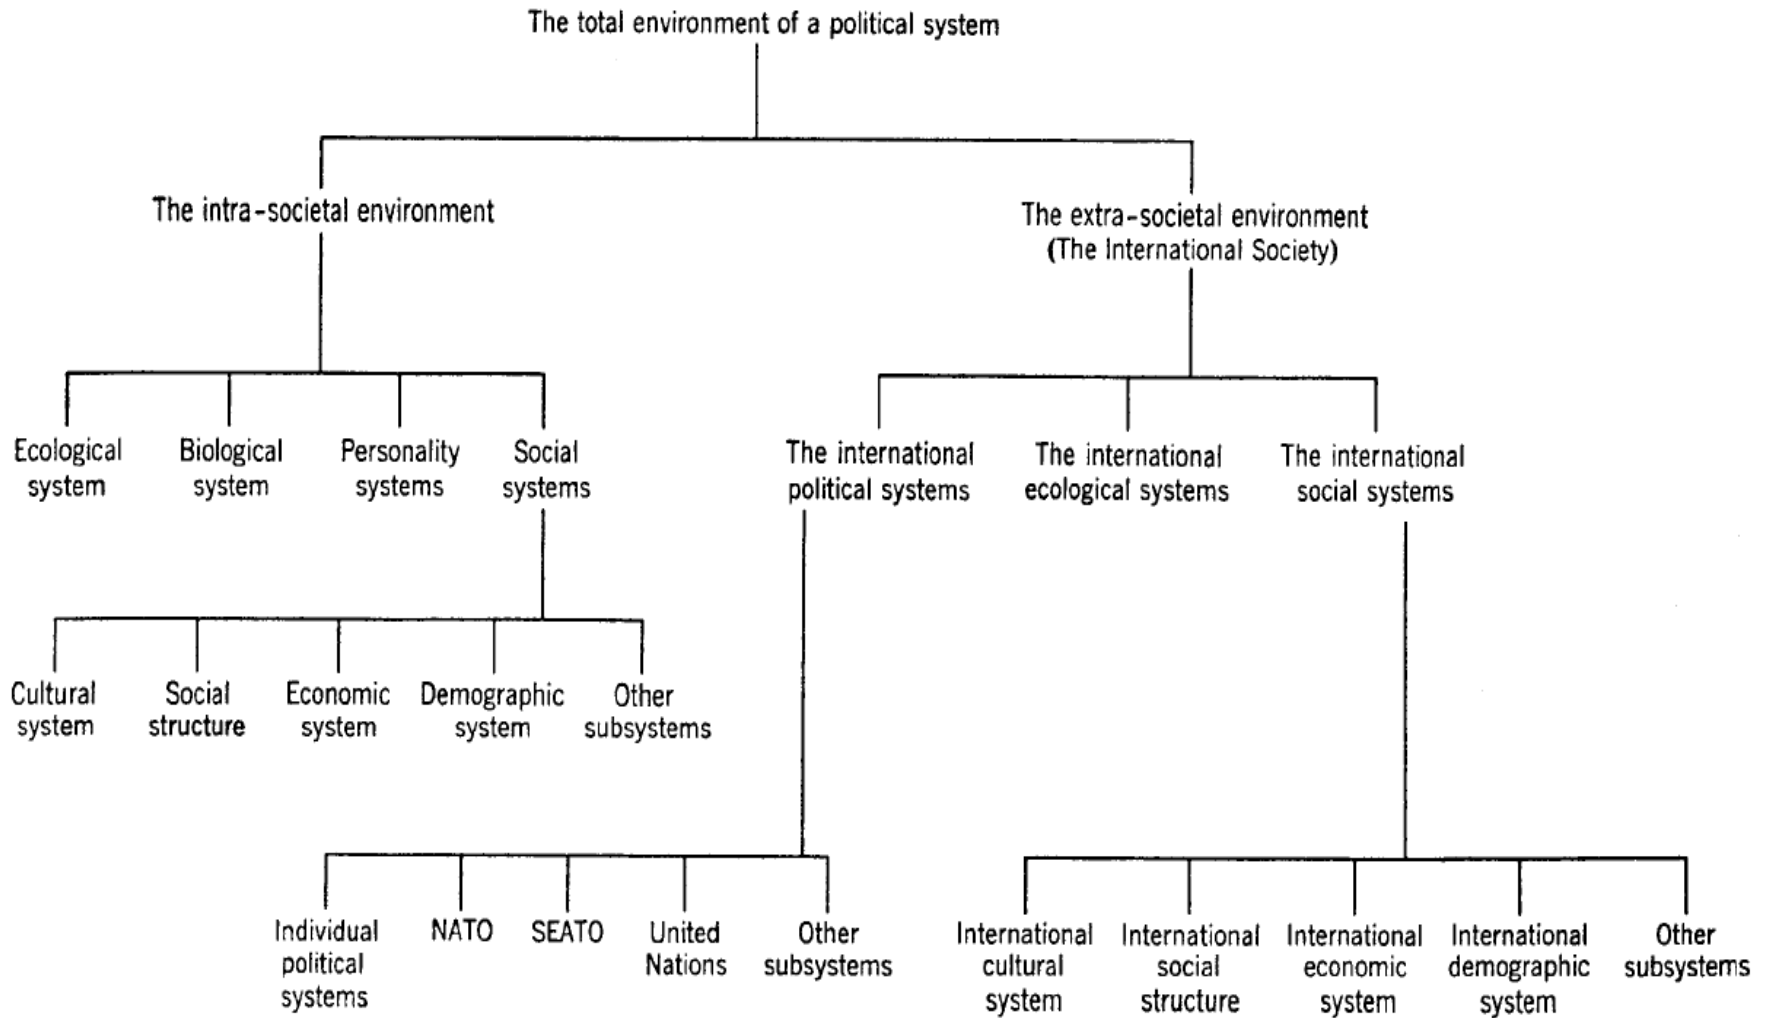 The total environment of a political system
The intra-societal environment
The extra-societal environment
(The International Society)
Ecological
system
Biological
system
Personality
systems
Social
systems
The international
political systems
The international
ecological systems
The international
social systems
Cultural
system
Social
structure
Economic
system
Demographic
system
Other
subsystems
Individual
political
systems
NATO
SEATO
United
Nations
Other
subsystems
International
cultural
system
International
social
structure
International
economic
system
International
demographic
system
Other
subsystems